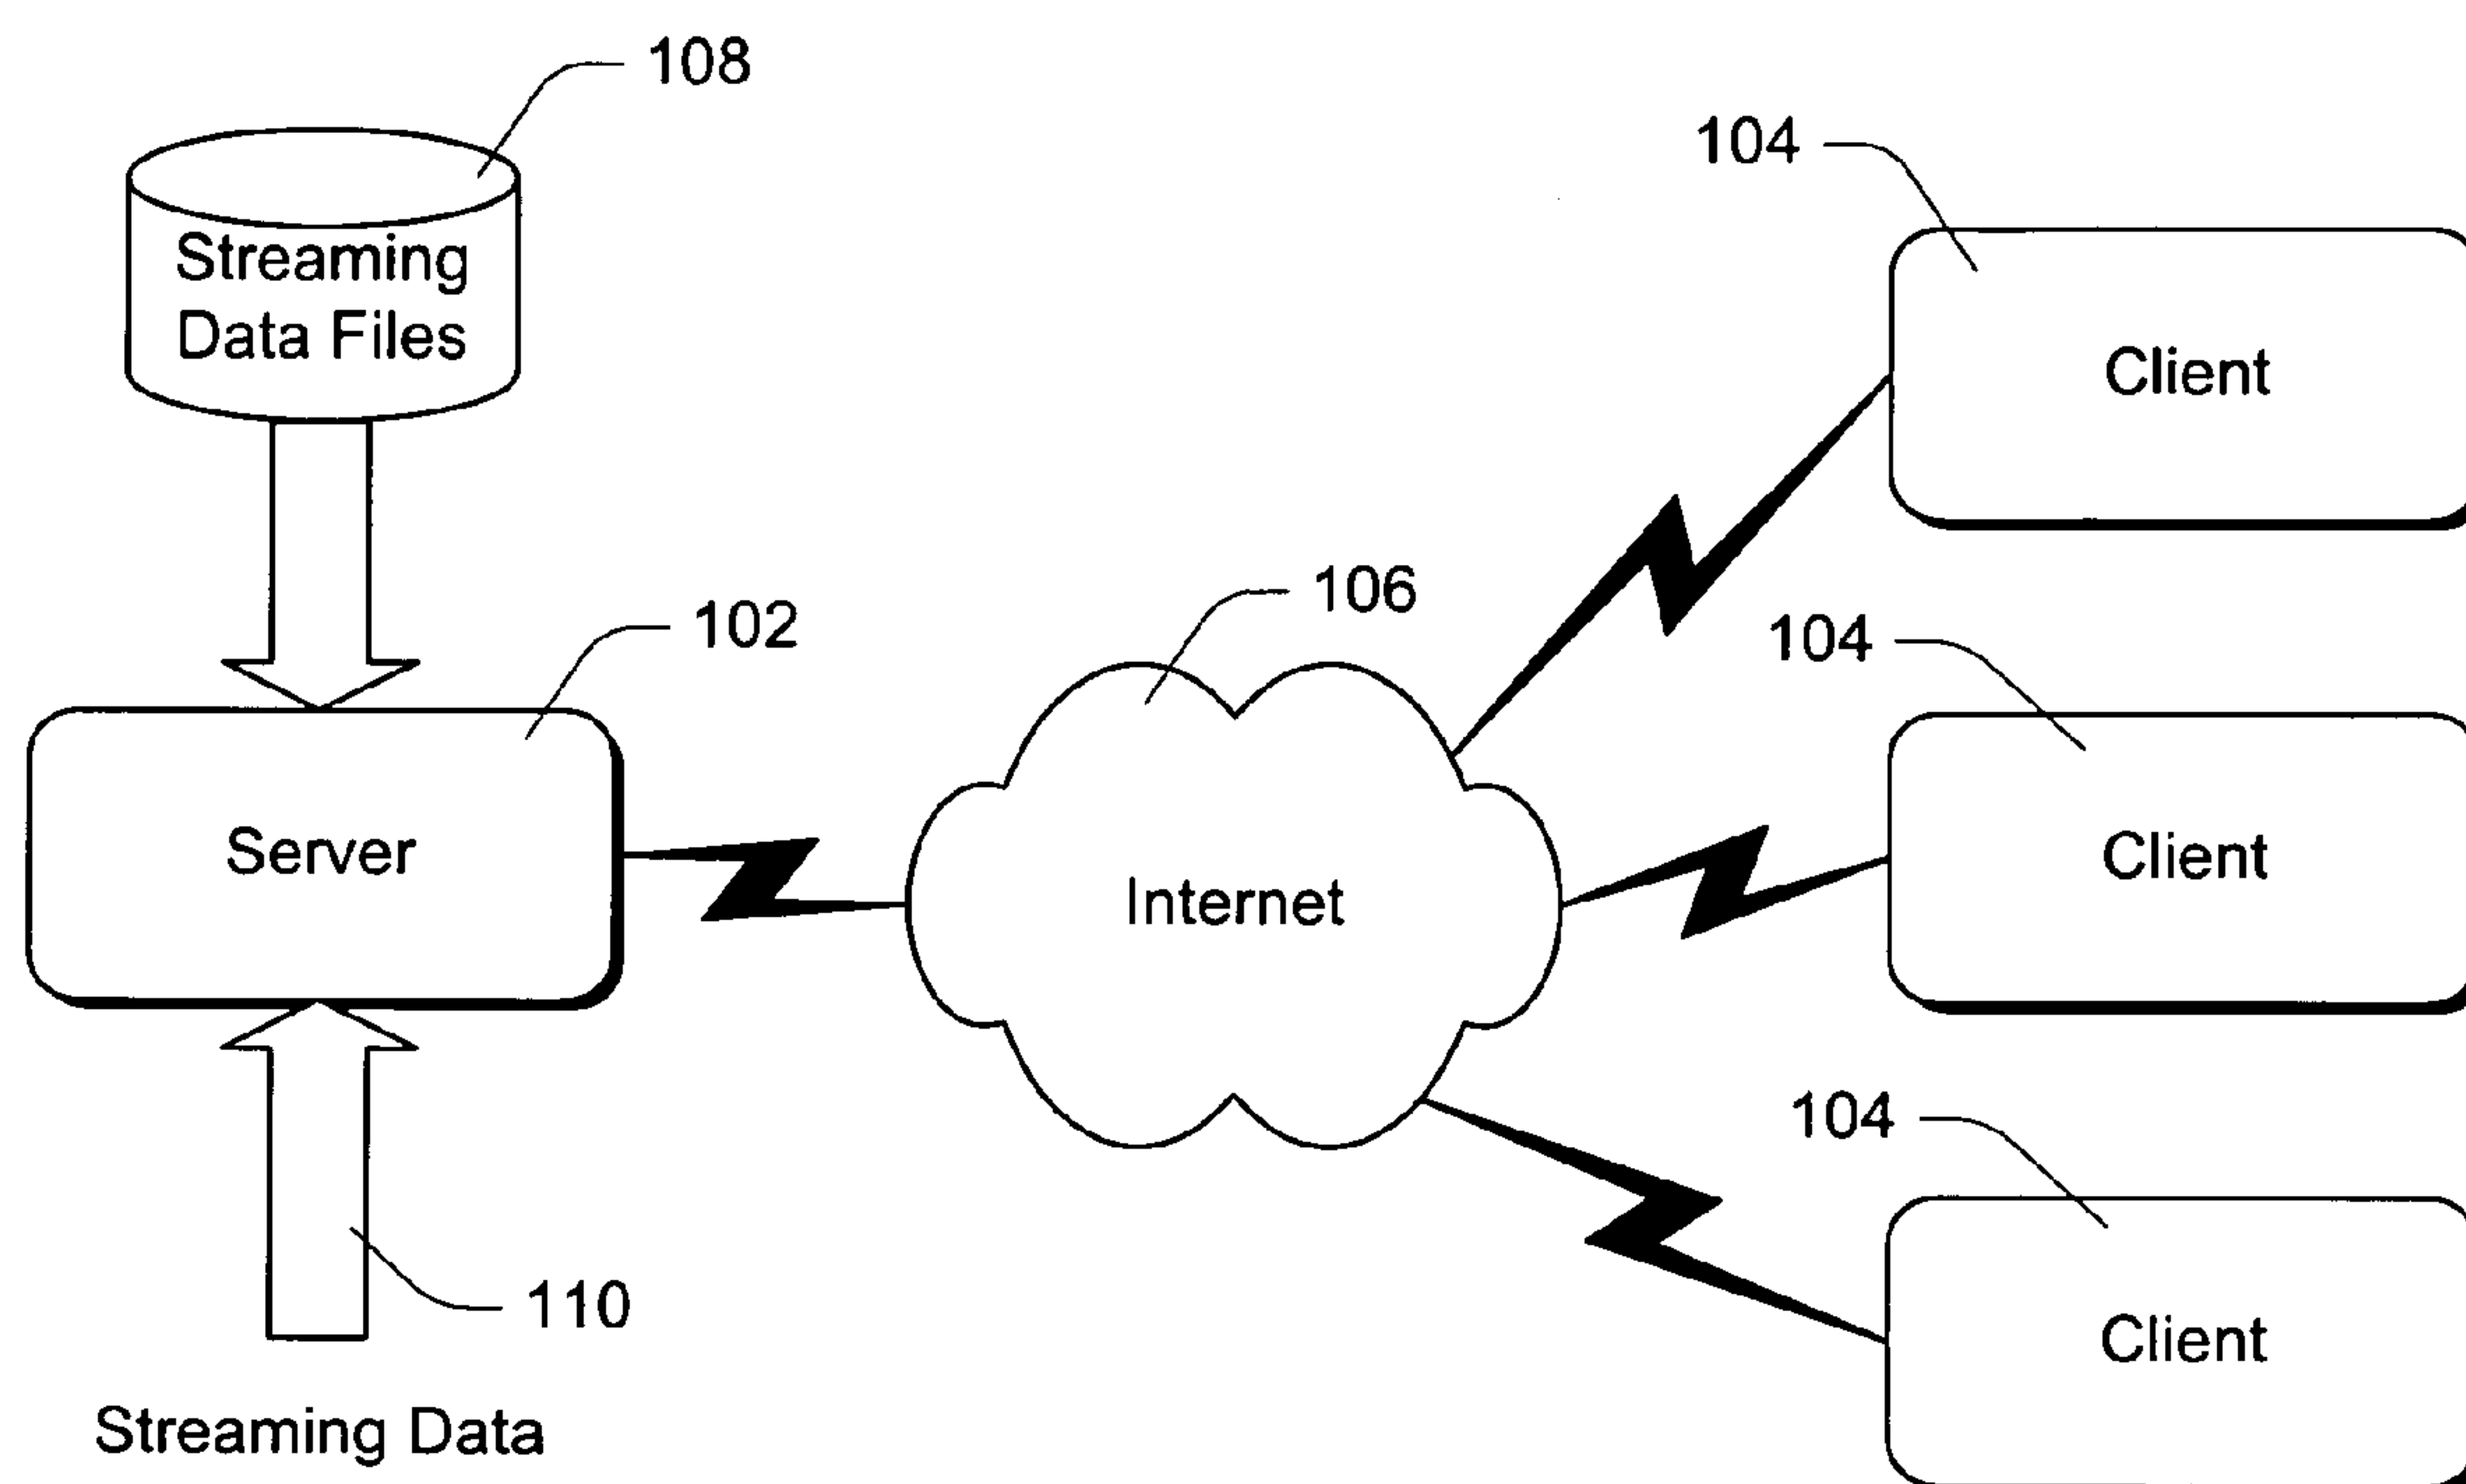 108
Streaming
Data Files
104
Client
106
102
104
Server
Internet
Client
104
110
Client
Streaming Data